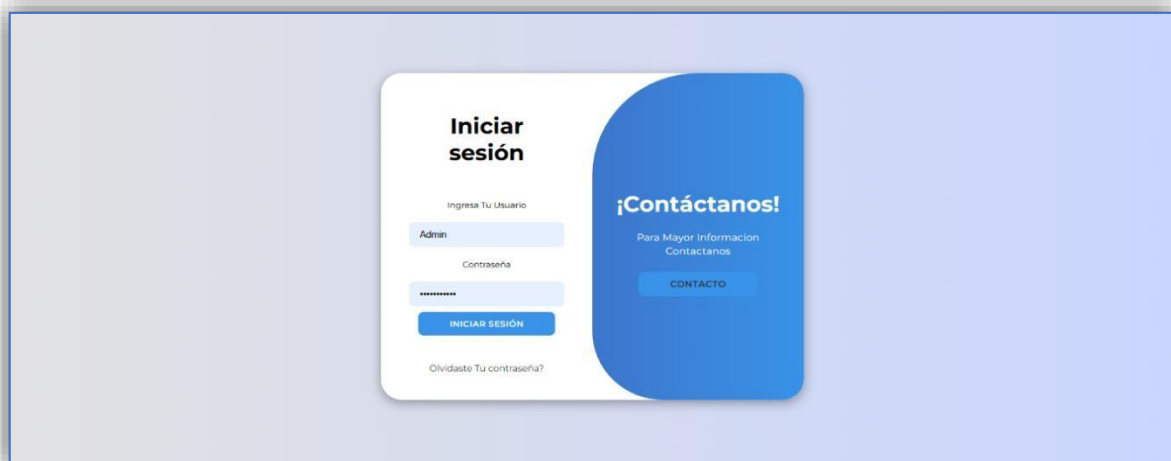 Iniciar
sesión
Ingresa Tu Usuario
Admin
Contraseña
•••••••••••
INICIAR SESIÓN
Olvidaste Tu contraseña?
¡Contáctanos!
Para Mayor Informacion
Contactanos
CONTACTO